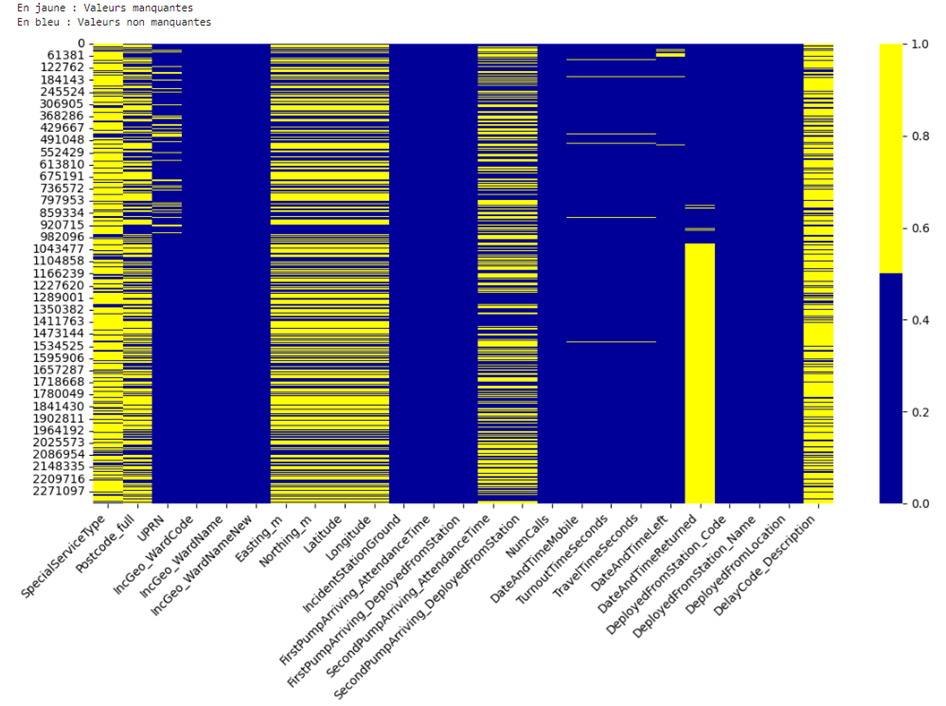 En jaune : Valeurs manquantes
En bleu : Valeurs non manquantes
0
61381
122762
184143
245524
306905
368286
429667
491048
552429
613810
675191
736572
797953
859334
920715
982096
1043477
1104858
1166239
1227620
1289001
1350382
1411763
1473144
1534525
1595906
1657287
1718668
1780049
1841430
1902811
1964192
2025573
2086954
2148335
2209716
2271097
1.0
0.8
0.6
0.4
0.2
0.0
SpecialServiceType
Postcode_full
UPRN
IncGeo_WardCode
IncGeo_WardName
IncGeo_WardNameNew
Easting_m
Northing_m
Latitude
Longitude
IncidentStationGround
FirstPumpArriving_AttendanceTime
FirstPumpArriving_DeployedFromStation
SecondPumpArriving_AttendanceTime
SecondPumpArriving_DeployedFromStation
NumCalls
DateAndTimeMobile
TurnoutTimeSeconds
TravelTimeSeconds
DateAndTimeLeft
DateAndTimeReturned
DeployedFromStation_Code
DeployedFromStation_Name
DeployedFromLocation
DelayCode_Description